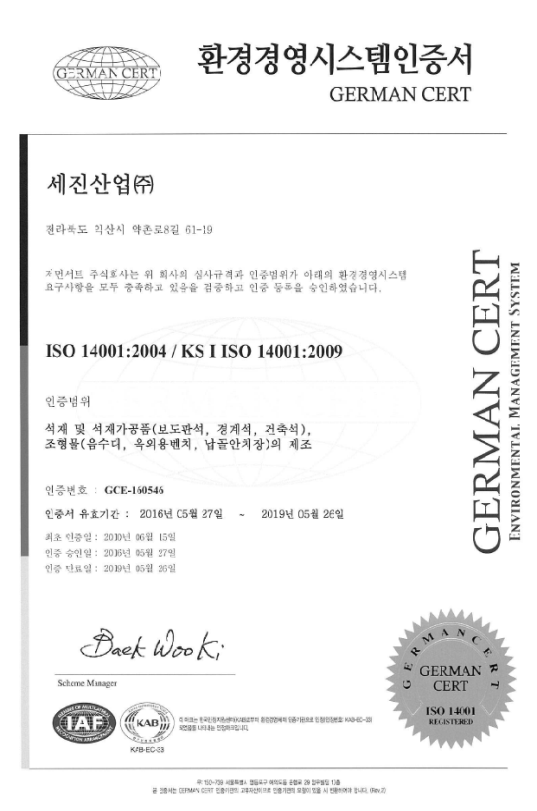 GERMAN CERT
환경경영시스템인증서
GERMAN CERT
세진산업㈜
전라북도 익산시 약촌로8길 61-19
저먼서트 주식회사는 위 회사의 심사규격과 인증범위가 아래의 환경경영시스템
요구사항을 모두 충족하고 있음을 검증하고 인증 등록을 승인하였습니다.
ISO 14001:2004 / KS I ISO 14001:2009
인증범위
석재 및 석재가공품(보도판석, 경계석, 건축석),
조형물(음수대, 옥외용벤치, 납골안치장)의 제조
인증번호 : GCE-160546
인증서 유효기간 : 2016년 05월 27일 ~ 2019년 05월 26일
최초 인증일 : 2010년 06월 15일
인증 승인일 : 2016년 05월 27일
인증 만료일 : 2019년 05월 26일
GERMAN CERT
ENVIRONMENTAL MANAGEMENT SYSTEM
Baek Woo Ki
Scheme Manager
IAF
KAB
KAB-EC-33
GERMAN CERT
GERMAN
CERT
ISO 14001
REGISTERED